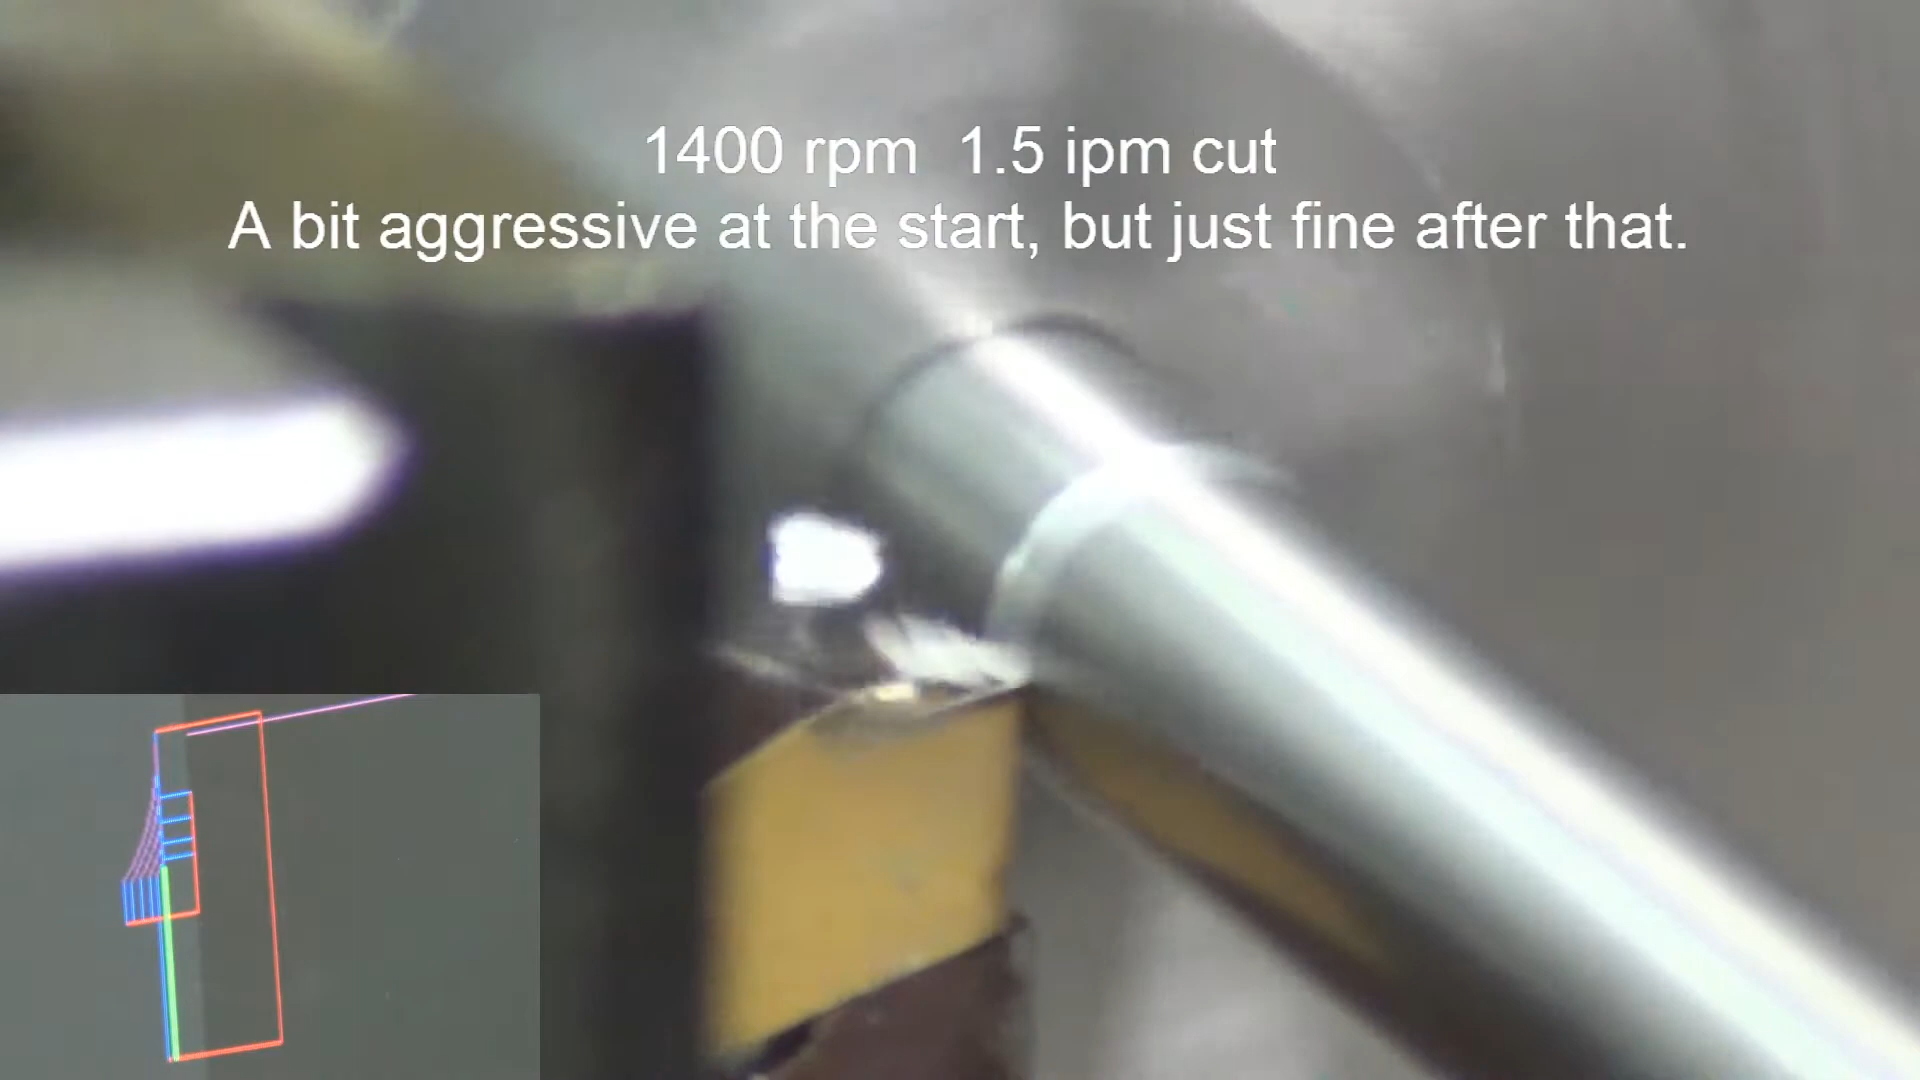 1400 rpm  1.5 ipm cut
A bit aggressive at the start, but just fine after that.